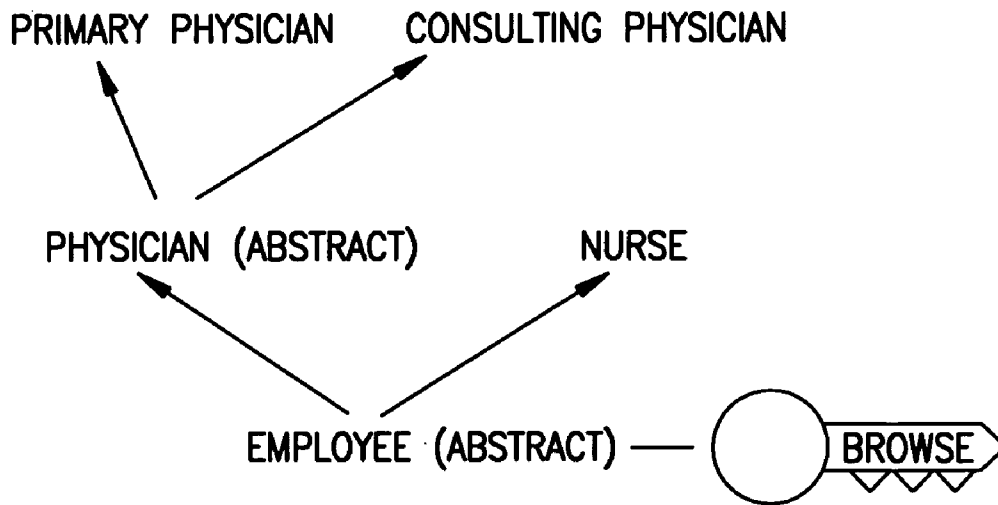 PRIMARY PHYSICIAN CONSULTING PHYSICIAN
PHYSICIAN (ABSTRACT) NURSE
EMPLOYEE (ABSTRACT) BROWSE